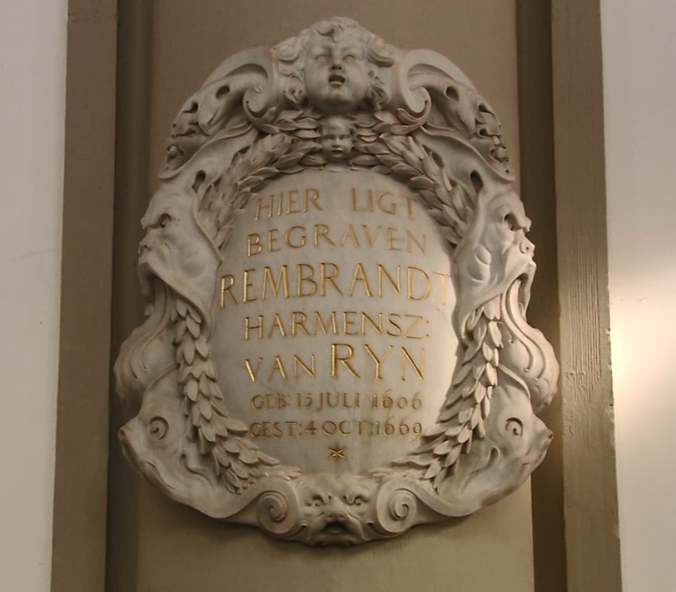 HIER LIGT
BEGRAVEN
REMBRANDT
HARMENSZ:
VAN RYN
GEB: 15 JULI 1606
GEST: 4 OCT: 1669